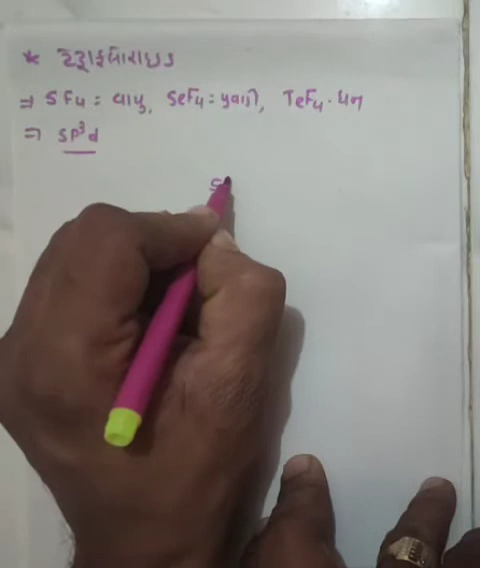 * ટેટ્રાફ્લોરાઇડ
⇒ SF4 = વાયુ, SeF4 = પ્રવાહી, TeF4 - ઘન
⇒ SP³d
S